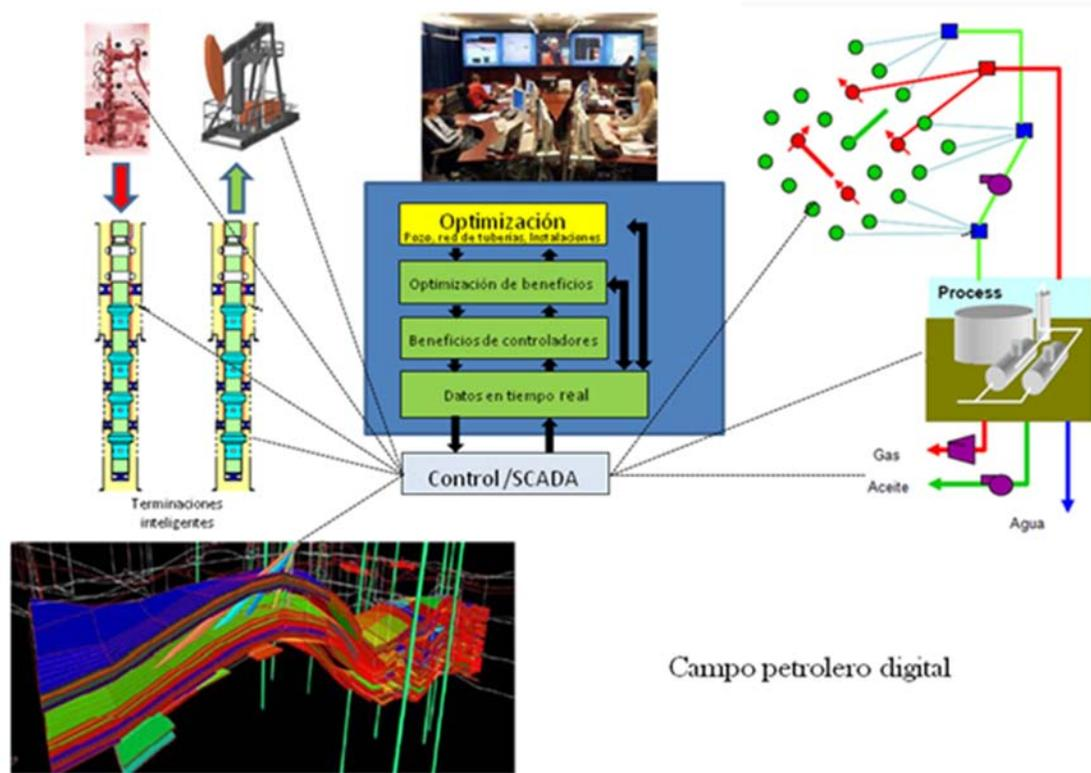 Optimización
Pozo, red de tuberías, Instalaciones
Optimización de beneficios
Beneficios de controladores
Datos en tiempo real
Control /SCADA
Terminaciones
inteligentes
Process
Gas
Aceite
Agua
Campo petrolero digital